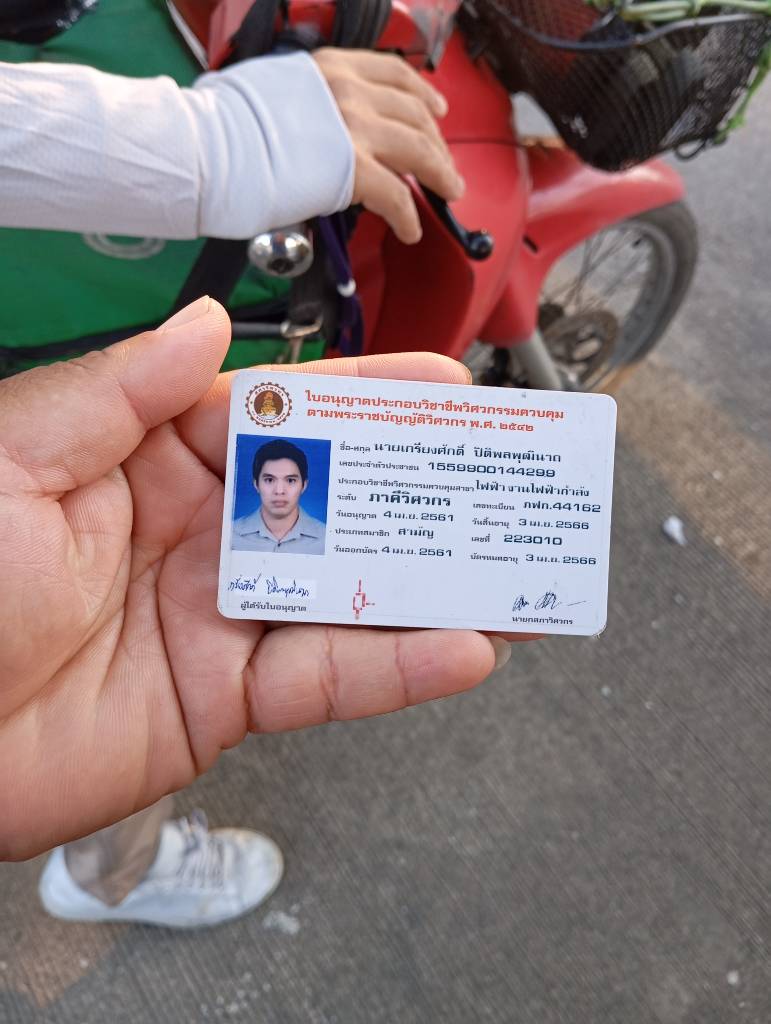 ใบอนุญาตประกอบวิชาชีพวิศวกรรมควบคุม
ตามพระราชบัญญัติวิศวกร พ.ศ. ๒๕๔๒
ชื่อ-สกุล นายเกรียงศักดิ์ ปิติพลพุฒินาถ
เลขประจำตัวประชาชน 1559900144299
ประกอบวิชาชีพวิศวกรรมควบคุมสาขา ไฟฟ้า งานไฟฟ้ากำลัง
ระดับ ภาคีวิศวกร เลขทะเบียน ภฟก.44162
วันอนุญาต 4 เม.ย. 2561 วันสิ้นอายุ 3 เม.ย. 2566
ประเภทสมาชิก สามัญ เลขที่ 223010
วันออกบัตร 4 เม.ย. 2561 บัตรหมดอายุ 3 เม.ย. 2566
ผู้ได้รับใบอนุญาต นายกสภาวิศวกร